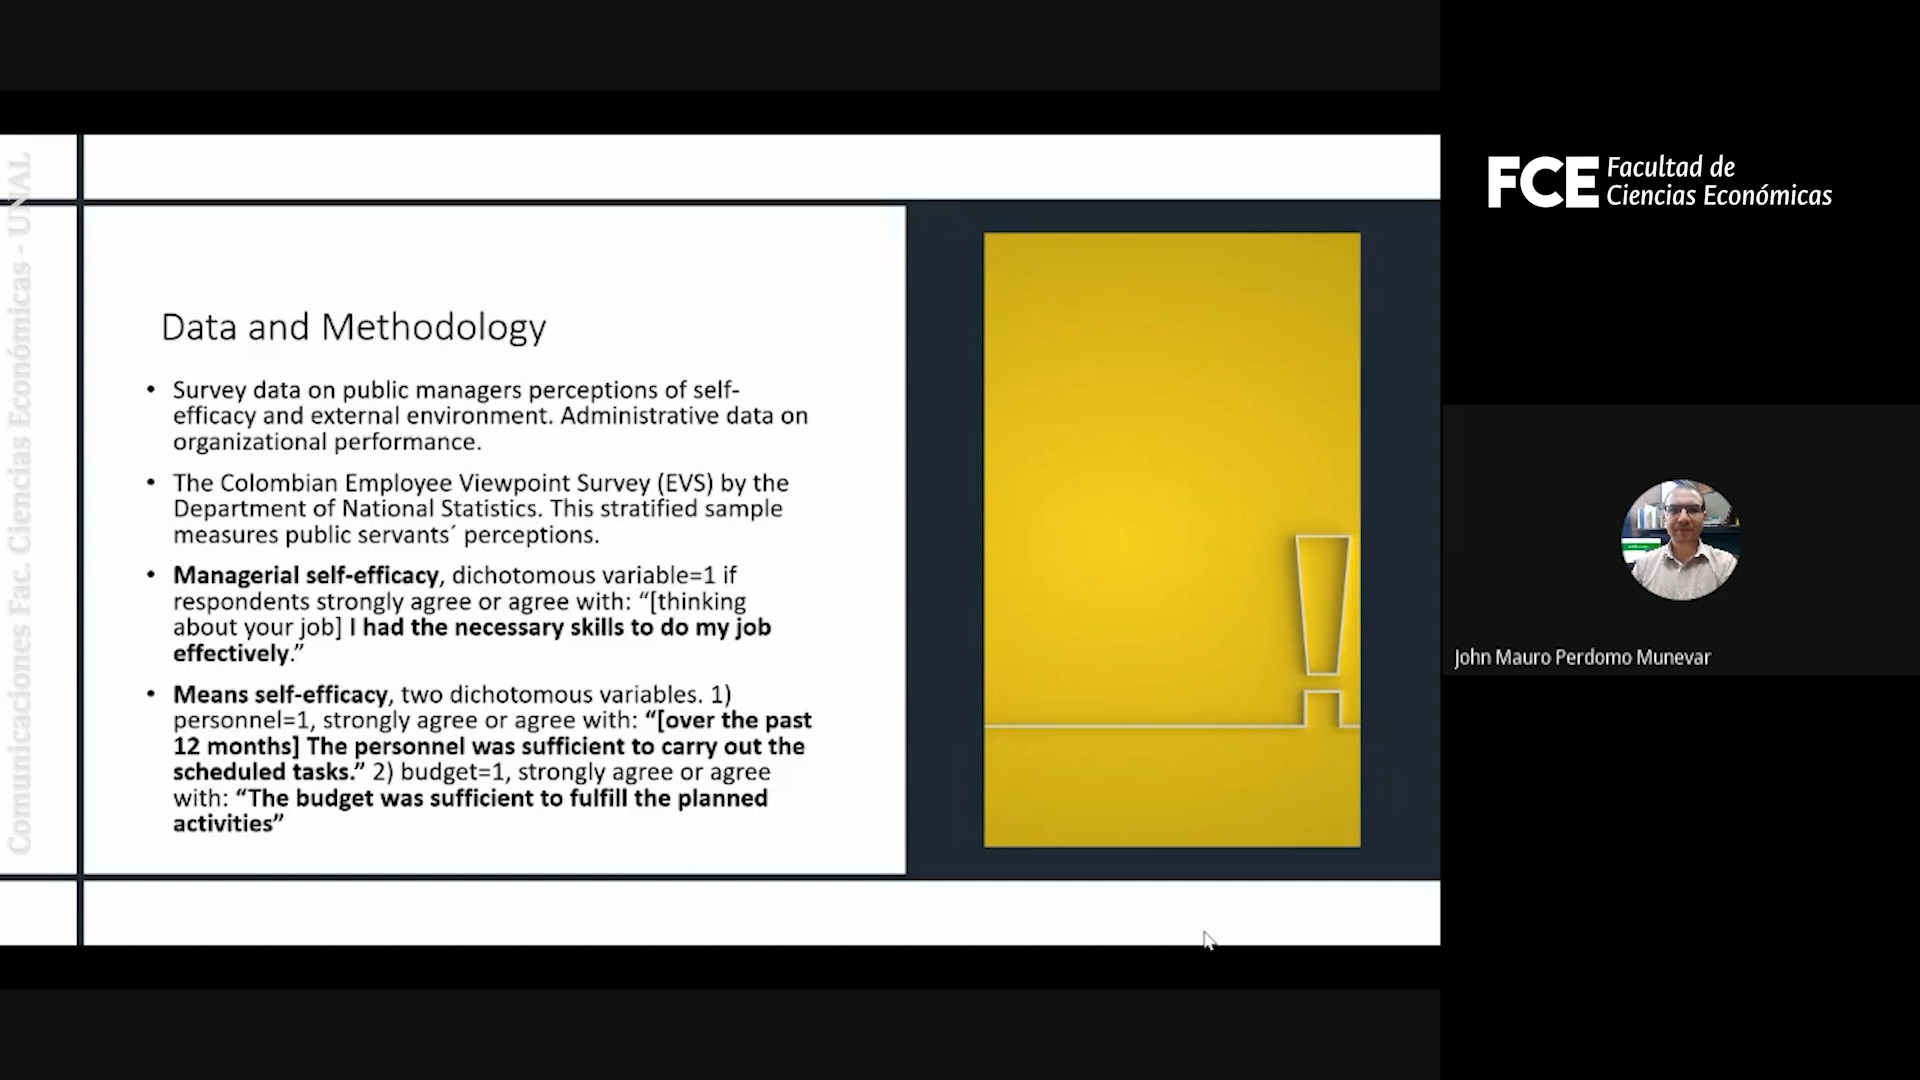 Comunicaciones Fac. Ciencias Económicas - UNAL
Data and Methodology
• Survey data on public managers perceptions of self-
efficacy and external environment. Administrative data on
organizational performance.
• The Colombian Employee Viewpoint Survey (EVS) by the
Department of National Statistics. This stratified sample
measures public servants´ perceptions.
• Managerial self-efficacy, dichotomous variable=1 if
respondents strongly agree or agree with: “[thinking
about your job] I had the necessary skills to do my job
effectively.”
• Means self-efficacy, two dichotomous variables. 1)
personnel=1, strongly agree or agree with: “[over the past
12 months] The personnel was sufficient to carry out the
scheduled tasks.” 2) budget=1, strongly agree or agree
with: “The budget was sufficient to fulfill the planned
activities”
FCE Facultad de
Ciencias Económicas
John Mauro Perdomo Munevar